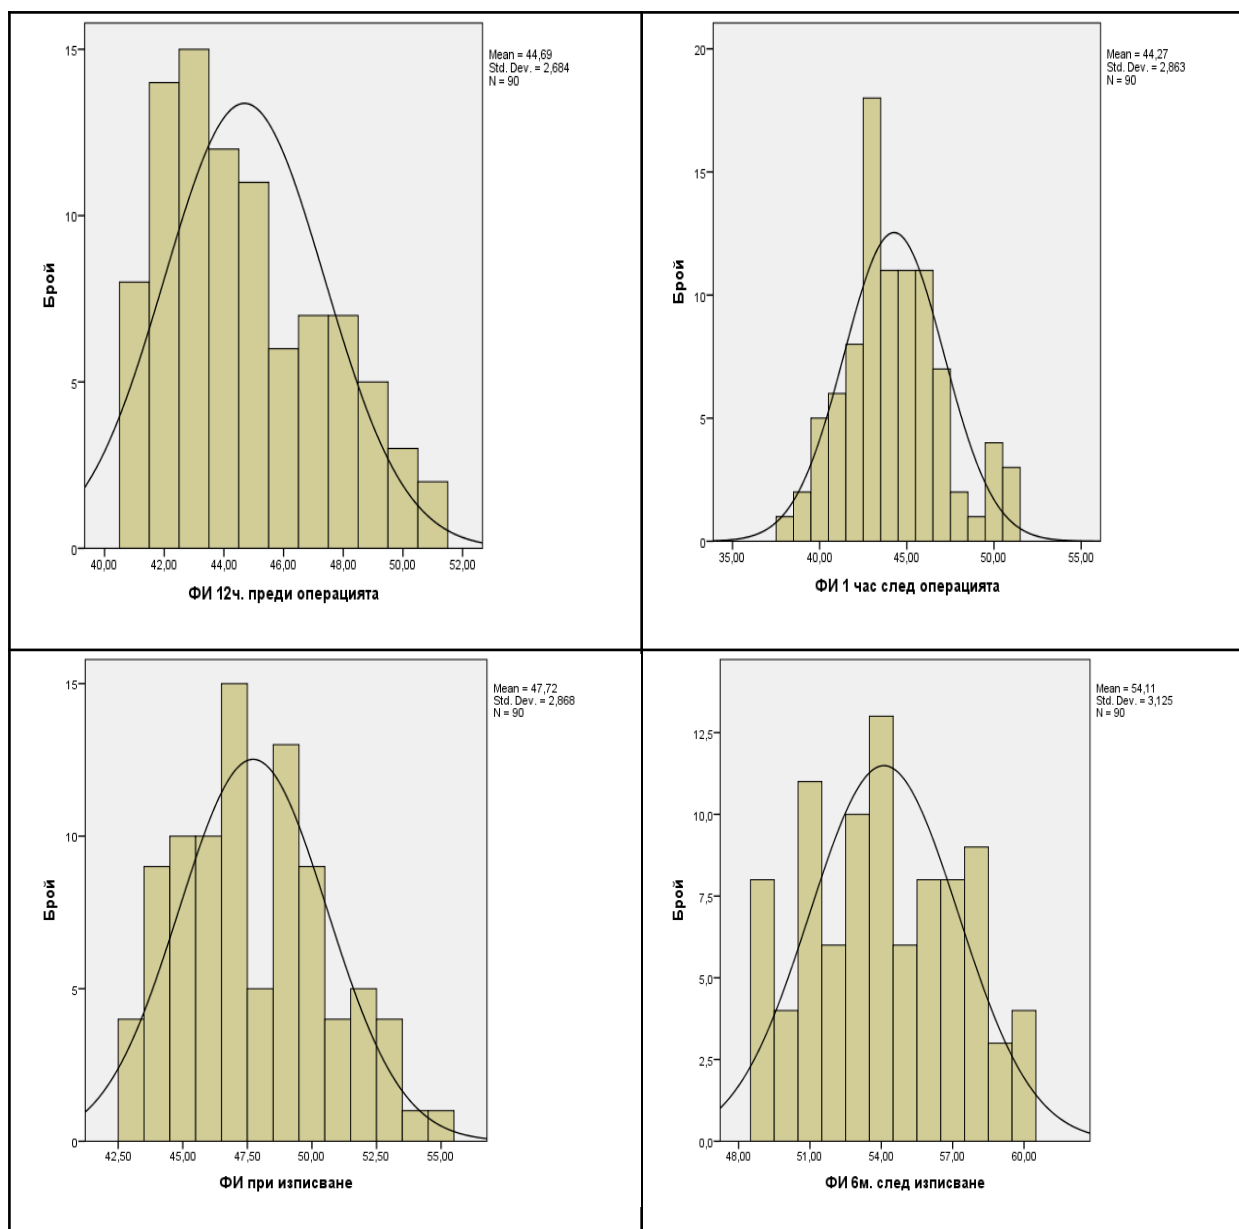 15
10
5
0
Брой
40,00 42,00 44,00 46,00 48,00 50,00 52,00
ФИ 12ч. преди операцията
Mean = 44,69
Std. Dev. = 2,684
N = 90
20
15
10
5
0
Брой
35,00 40,00 45,00 50,00 55,00
ФИ 1 час след операцията
Mean = 44,27
Std. Dev. = 2,863
N = 90
15
10
5
0
Брой
42,50 45,00 47,50 50,00 52,50 55,00
ФИ при изписване
Mean = 47,72
Std. Dev. = 2,868
N = 90
12,5
10,0
7,5
5,0
2,5
0,0
Брой
48,00 51,00 54,00 57,00 60,00
ФИ 6м. след изписване
Mean = 54,11
Std. Dev. = 3,125
N = 90